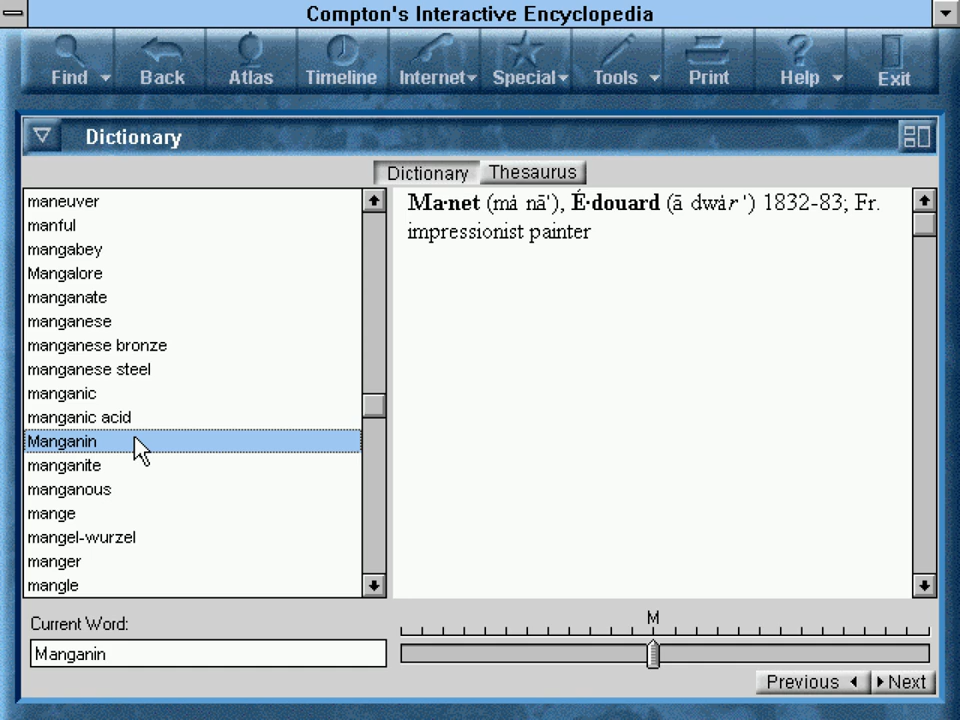 Compton's Interactive Encyclopedia
Find Back Atlas Timeline Internet Special Tools Print Help Exit
Dictionary
Dictionary Thesaurus
maneuver
manful
mangabey
Mangalore
manganate
manganese
manganese bronze
manganese steel
manganic
manganic acid
Manganin
manganite
manganous
mange
mangel-wurzel
manger
mangle
Ma·net (mȧ nā'), É·douard (ā dwȧr ') 1832-83; Fr.
impressionist painter
Current Word:
Manganin
M
Previous Next